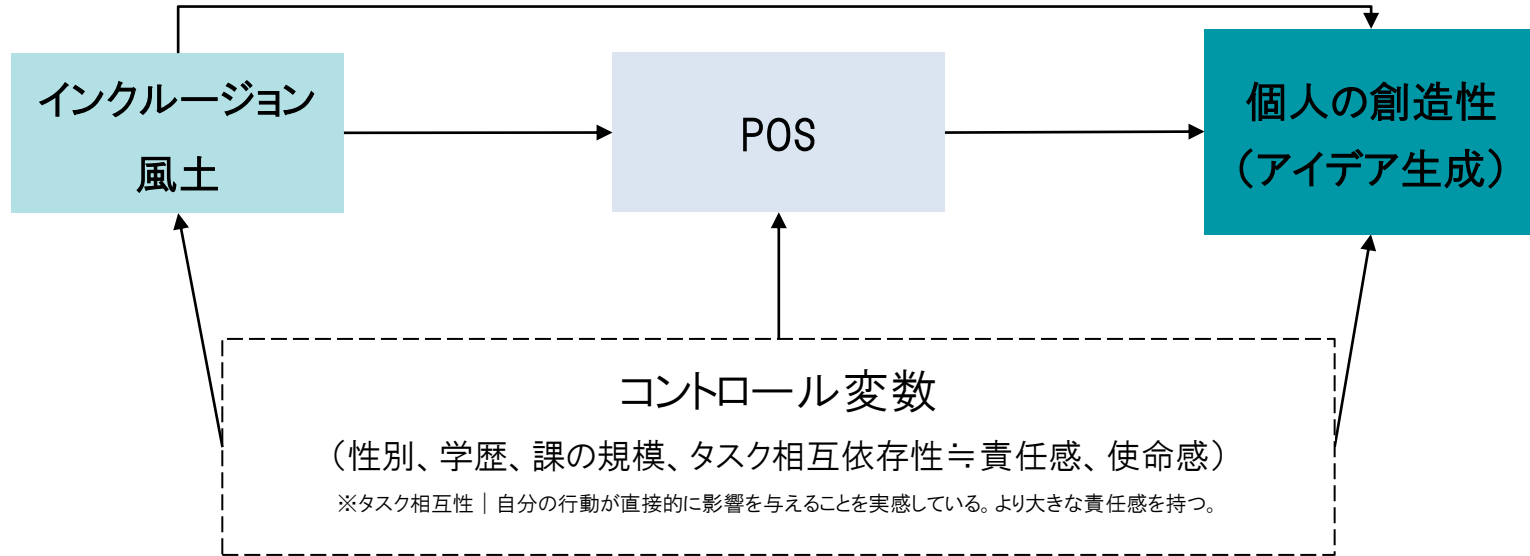 インクルージョン
風土
POS
個人の創造性
（アイデア生成）
コントロール変数
（性別、学歴、課の規模、タスク相互依存性≒責任感、使命感）
※タスク相互性｜自分の行動が直接的に影響を与えることを実感している。より大きな責任感を持つ。